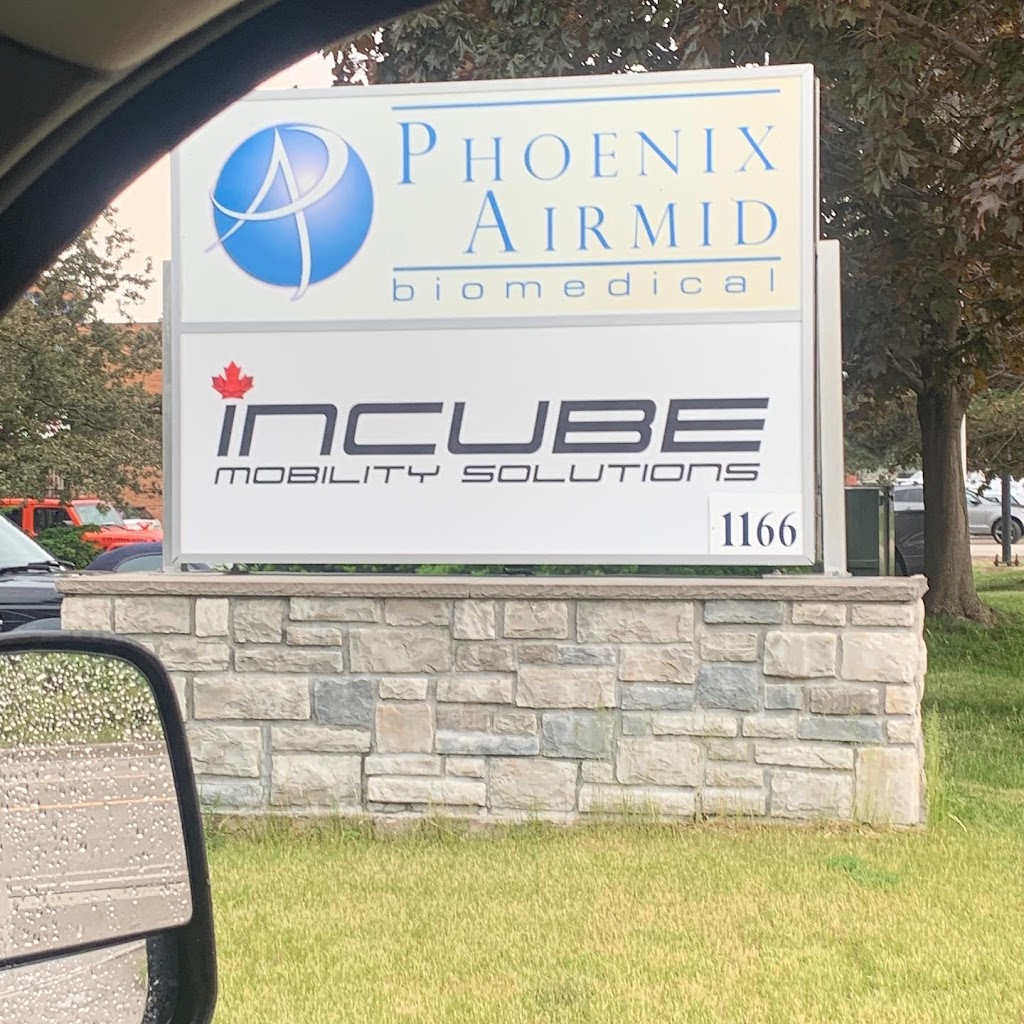 PHOENIX
AIRMID
biomedical
INCUBE
MOBILITY SOLUTIONS
1166